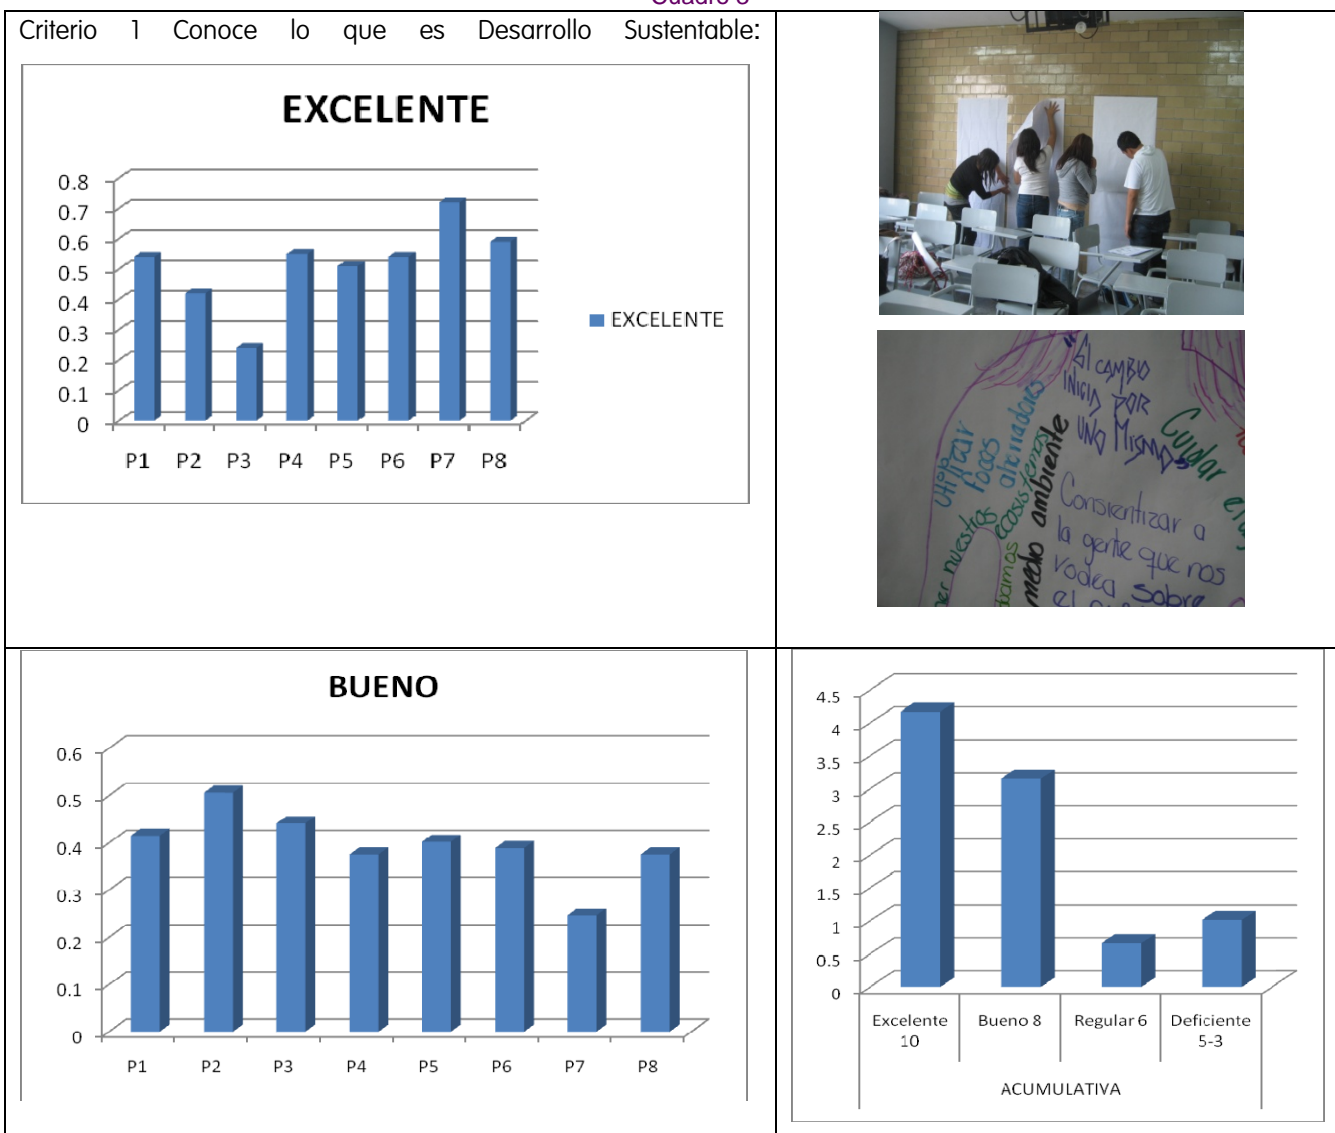 Criterio 1 Conoce lo que es Desarrollo Sustentable:
EXCELENTE
0.8
0.7
0.6
0.5
0.4
0.3
0.2
0.1
0
P1 P2 P3 P4 P5 P6 P7 P8
EXCELENTE
"El CAMBIO
INICIA POR
UNO MISMO"
Cuidar
Utilizar
focos
ahorradores
nuestros
ecosistemas
medio ambiente
Consientizar a
la gente que nos
rodea sobre
el
BUENO
0.6
0.5
0.4
0.3
0.2
0.1
0
P1 P2 P3 P4 P5 P6 P7 P8
4.5
4
3.5
3
2.5
2
1.5
1
0.5
0
Excelente 10
Bueno 8
Regular 6
Deficiente 5-3
ACUMULATIVA